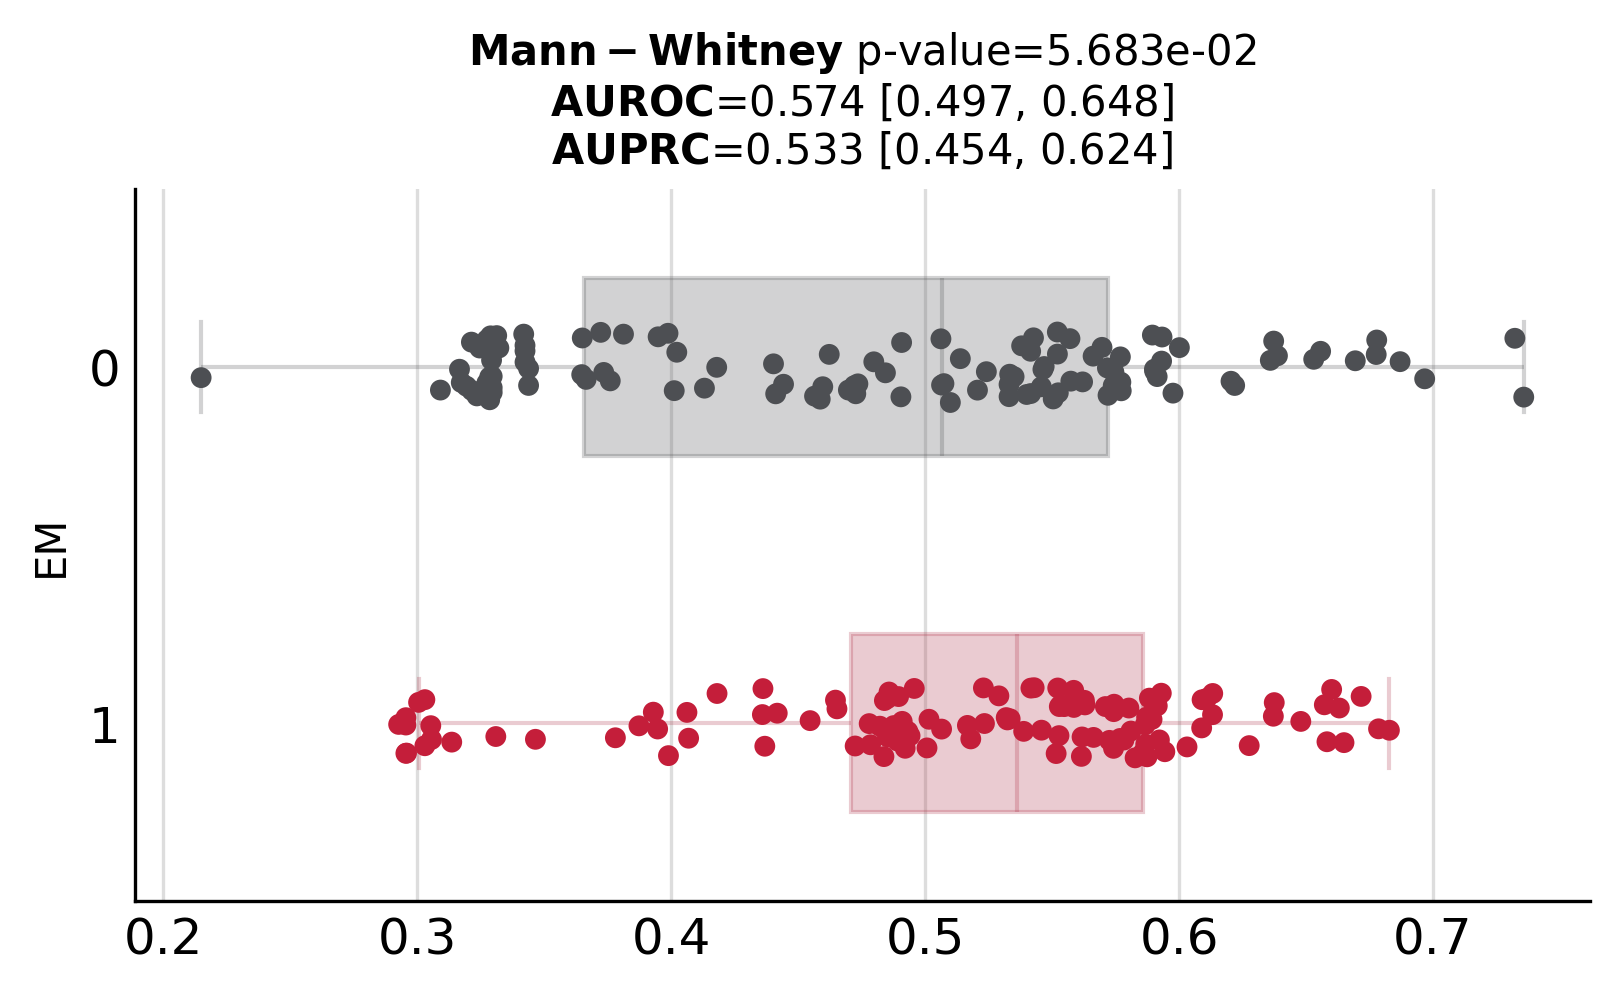 Mann − Whitney p-value=5.683e-02
AUROC=0.574 [0.497, 0.648]
AUPRC=0.533 [0.454, 0.624]
0
EM
1
0.2 0.3 0.4 0.5 0.6 0.7